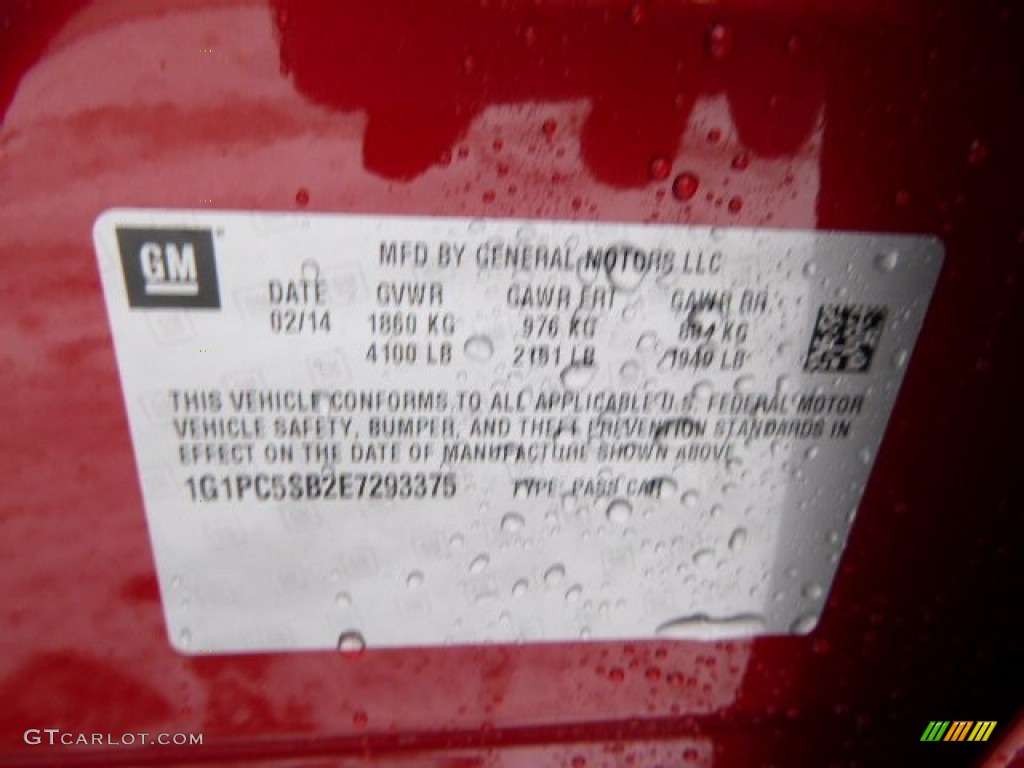 GM
MFD BY GENERAL MOTORS LLC
DATE GVWR GAWR FRT GAWR RR
02/14 1860 KG 976 KG 884 KG
4100 LB 2151 LB 1949 LB
THIS VEHICLE CONFORMS TO ALL APPLICABLE U.S. FEDERAL MOTOR
VEHICLE SAFETY, BUMPER, AND THEFT PREVENTION STANDARDS IN
EFFECT ON THE DATE OF MANUFACTURE SHOWN ABOVE.
1G1PC5SB2E7293375 TYPE: PASS CAR
GTCARLOT.COM